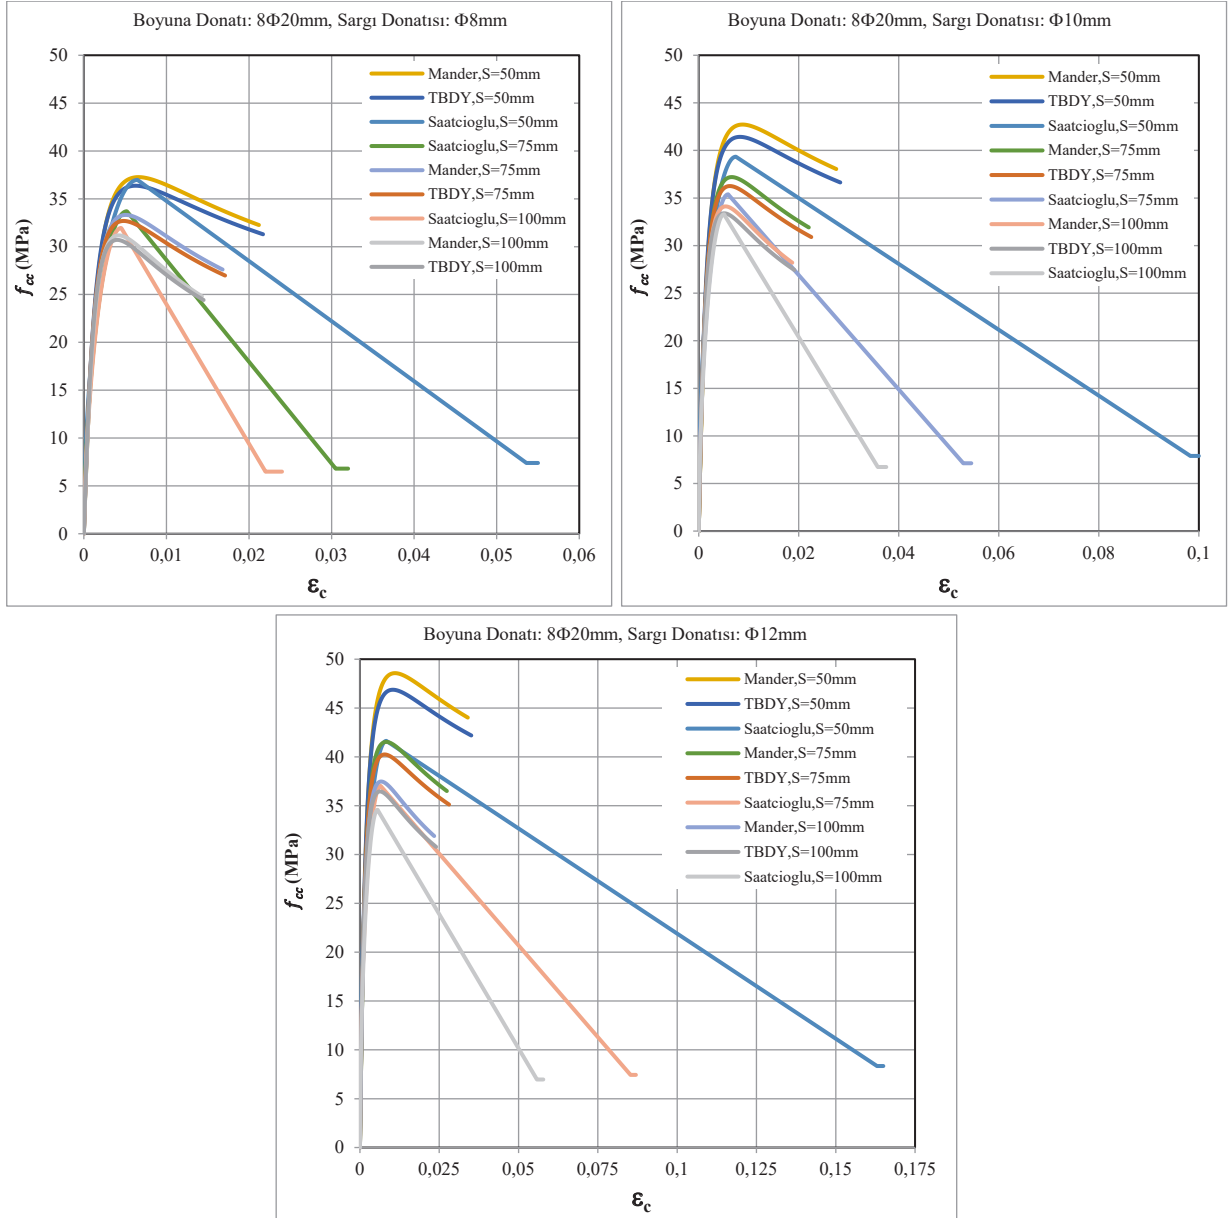 Boyuna Donatı: 8Φ20mm, Sargı Donatısı: Φ8mm
50
45
40
35
30
25
20
15
10
5
0
f cc (MPa)
Mander,S=50mm
TBDY,S=50mm
Saatcioglu,S=50mm
Saatcioglu,S=75mm
Mander,S=75mm
TBDY,S=75mm
Saatcioglu,S=100mm
Mander,S=100mm
TBDY,S=100mm
0 0,01 0,02 0,03 0,04 0,05 0,06
εc
Boyuna Donatı: 8Φ20mm, Sargı Donatısı: Φ10mm
50
45
40
35
30
25
20
15
10
5
0
f cc (MPa)
Mander,S=50mm
TBDY,S=50mm
Saatcioglu,S=50mm
Mander,S=75mm
TBDY,S=75mm
Saatcioglu,S=75mm
Mander,S=100mm
TBDY,S=100mm
Saatcioglu,S=100mm
0 0,02 0,04 0,06 0,08 0,1
εc
Boyuna Donatı: 8Φ20mm, Sargı Donatısı: Φ12mm
50
45
40
35
30
25
20
15
10
5
0
f cc (MPa)
Mander,S=50mm
TBDY,S=50mm
Saatcioglu,S=50mm
Mander,S=75mm
TBDY,S=75mm
Saatcioglu,S=75mm
Mander,S=100mm
TBDY,S=100mm
Saatcioglu,S=100mm
0 0,025 0,05 0,075 0,1 0,125 0,15 0,175
εc